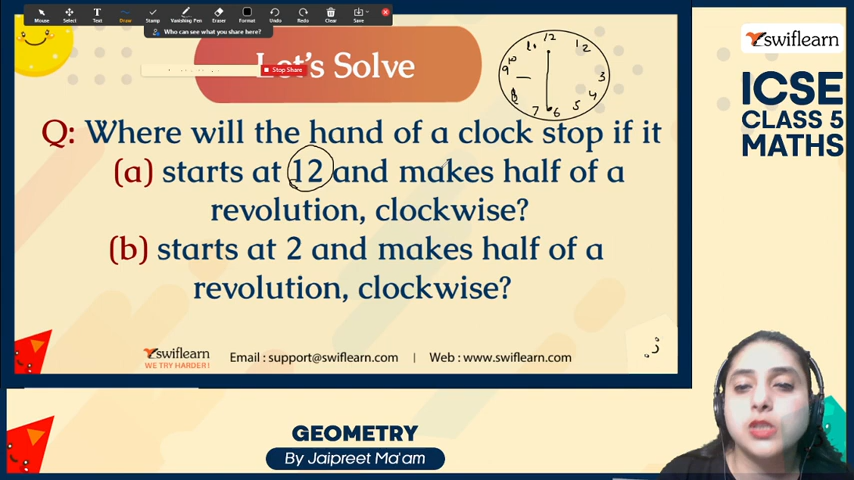 Mouse Select Text Draw Stamp Vanishing Pen Eraser Format Undo Redo Clear Save
Who can see what you share here?
Stop Share
Let's Solve
12
11 1 2
10
9 3
8 4
7 6 5
swiflearn
ICSE
CLASS 5
MATHS
Q: Where will the hand of a clock stop if it
(a) starts at 12 and makes half of a
revolution, clockwise?
(b) starts at 2 and makes half of a
revolution, clockwise?
swiflearn
WE TRY HARDER!
Email : support@swiflearn.com | Web : www.swiflearn.com
GEOMETRY
By Jaipreet Ma'am